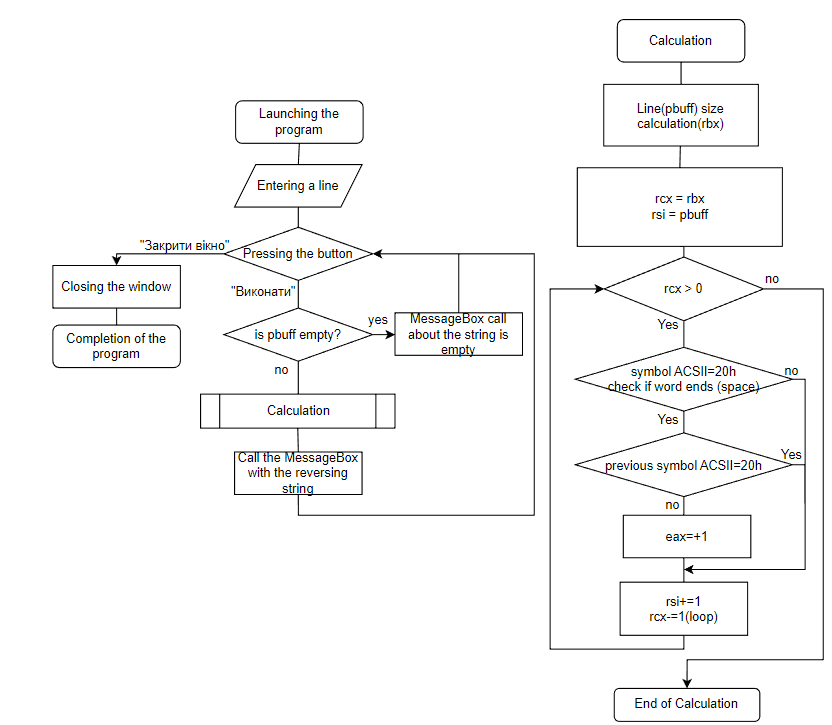 Launching the
program
Entering a line
Pressing the button
"Закрити вікно"
Closing the window
Completion of the
program
"Виконати"
is pbuff empty?
yes
MessageBox call
about the string is
empty
no
Calculation
Call the MessageBox
with the reversing
string
Calculation
Line(pbuff) size
calculation(rbx)
rcx = rbx
rsi = pbuff
rcx > 0
no
Yes
symbol ACSII=20h
check if word ends (space)
no
Yes
previous symbol ACSII=20h
Yes
no
eax=+1
rsi+=1
rcx-=1(loop)
End of Calculation